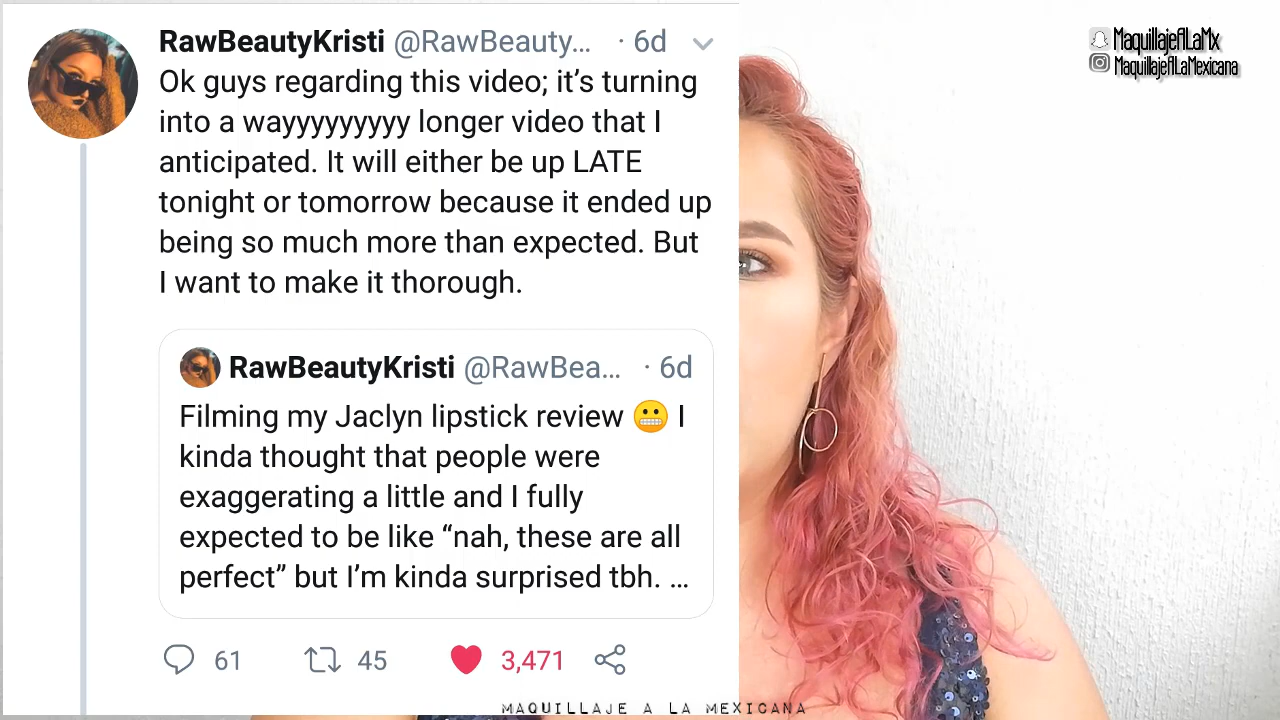 RawBeautyKristi @RawBeauty... · 6d
Ok guys regarding this video; it’s turning
into a wayyyyyyyyy longer video that I
anticipated. It will either be up LATE
tonight or tomorrow because it ended up
being so much more than expected. But
I want to make it thorough.
RawBeautyKristi @RawBea... · 6d
Filming my Jaclyn lipstick review 😬 I
kinda thought that people were
exaggerating a little and I fully
expected to be like “nah, these are all
perfect” but I’m kinda surprised tbh. ...
61 45 3,471
MaquillajeALaMx
MaquillajeALaMexicana
MAQUILLAJE A LA MEXICANA